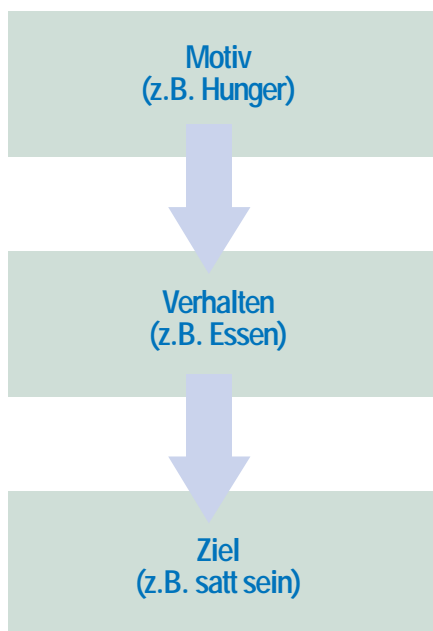 Motiv
(z.B. Hunger)
Verhalten
(z.B. Essen)
Ziel
(z.B. satt sein)